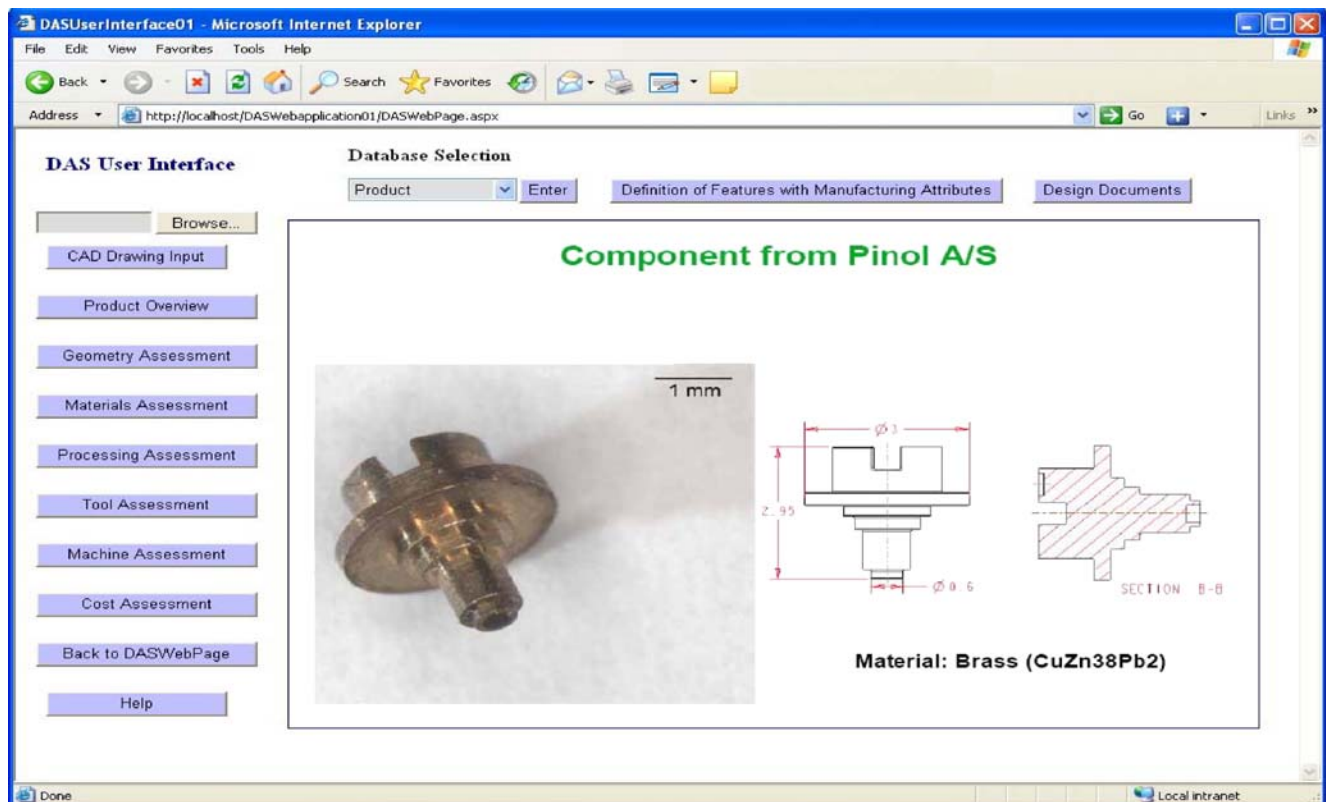 DASUserInterface01 - Microsoft Internet Explorer
File Edit View Favorites Tools Help
Back Search Favorites
Address http://localhost/DASWebapplication01/DASWebPage.aspx Go Links »
DAS User Interface
Database Selection
Product Enter Definition of Features with Manufacturing Attributes Design Documents
Browse...
CAD Drawing Input
Product Overview
Geometry Assessment
Materials Assessment
Processing Assessment
Tool Assessment
Machine Assessment
Cost Assessment
Back to DASWebPage
Help
Component from Pinol A/S
1 mm
Ø3
2.95
Ø0.6
SECTION B-B
Material: Brass (CuZn38Pb2)
Done Local intranet